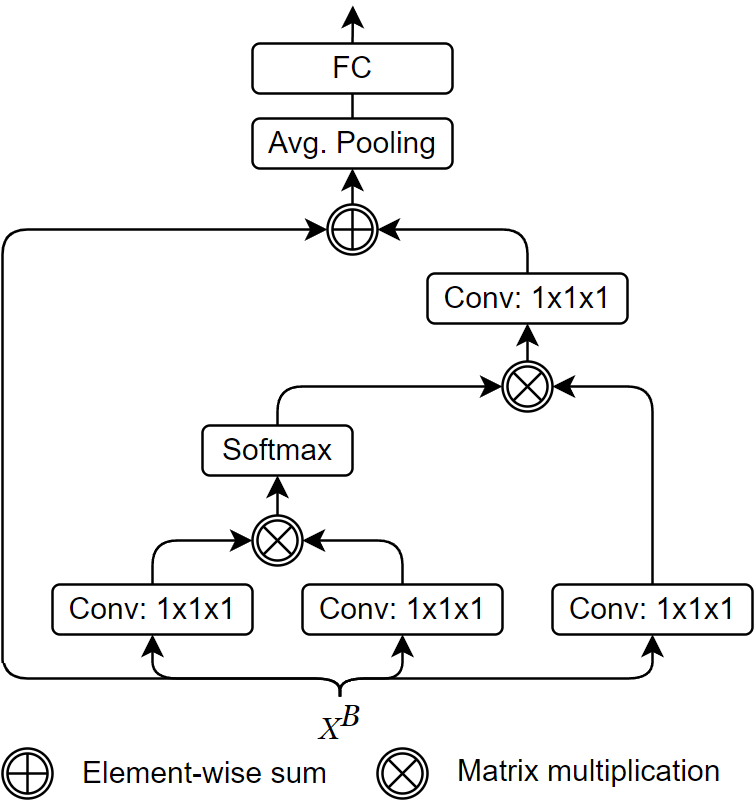 FC
Avg. Pooling
Conv: 1x1x1
Softmax
Conv: 1x1x1
Conv: 1x1x1
Conv: 1x1x1
X^B
Element-wise sum
Matrix multiplication